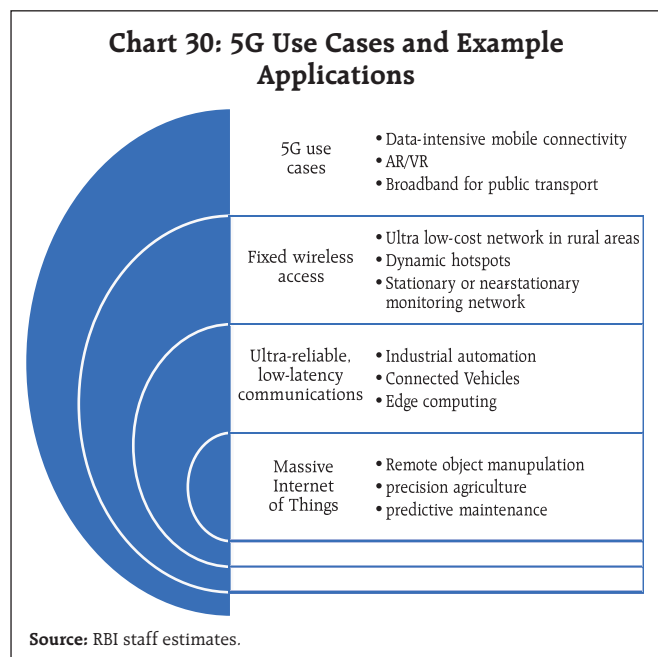 Chart 30: 5G Use Cases and Example
Applications
5G use
cases
• Data-intensive mobile connectivity
• AR/VR
• Broadband for public transport
Fixed wireless
access
• Ultra low-cost network in rural areas
• Dynamic hotspots
• Stationary or nearstationary
monitoring network
Ultra-reliable,
low-latency
communications
• Industrial automation
• Connected Vehicles
• Edge computing
Massive
Internet
of Things
• Remote object manupulation
• precision agriculture
• predictive maintenance
Source: RBI staff estimates.